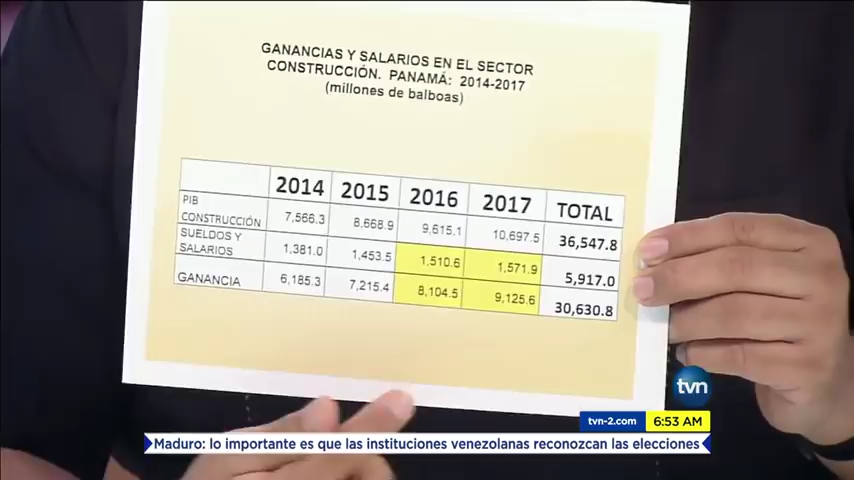 GANANCIAS Y SALARIOS EN EL SECTOR
CONSTRUCCIÓN. PANAMÁ: 2014-2017
(millones de balboas)
2014 2015 2016 2017 TOTAL
PIB
CONSTRUCCIÓN 7,566.3 8,668.9 9,615.1 10,697.5 36,547.8
SUELDOS Y
SALARIOS 1,381.0 1,453.5 1,510.6 1,571.9 5,917.0
GANANCIA 6,185.3 7,215.4 8,104.5 9,125.6 30,630.8
tvn
tvn-2.com 6:53 AM
Maduro: lo importante es que las instituciones venezolanas reconozcan las elecciones